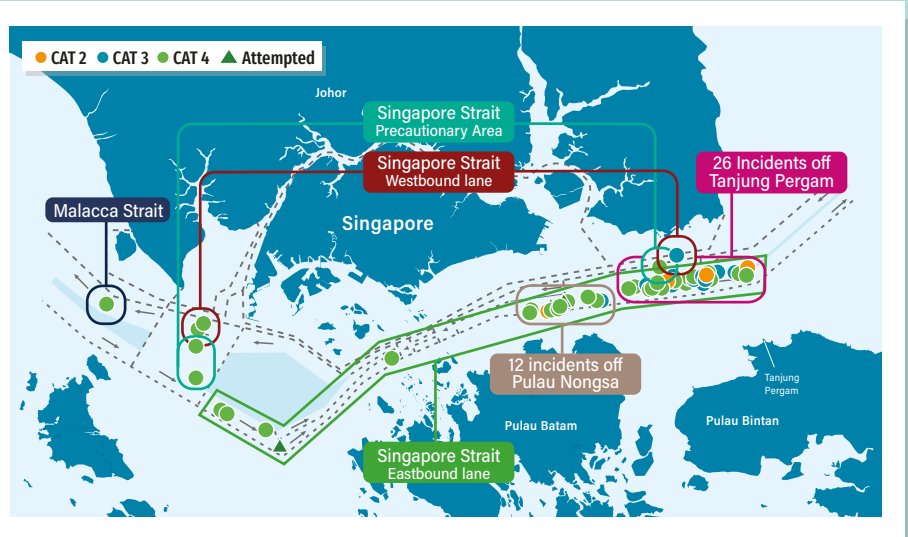 CAT 2 CAT 3 CAT 4 Attempted
Johor
Singapore Strait
Precautionary Area
Singapore Strait
Westbound lane
26 Incidents off
Tanjung Pergam
Malacca Strait
Singapore
12 incidents off
Pulau Nongsa
Tanjung
Pergam
Pulau Batam
Pulau Bintan
Singapore Strait
Eastbound lane